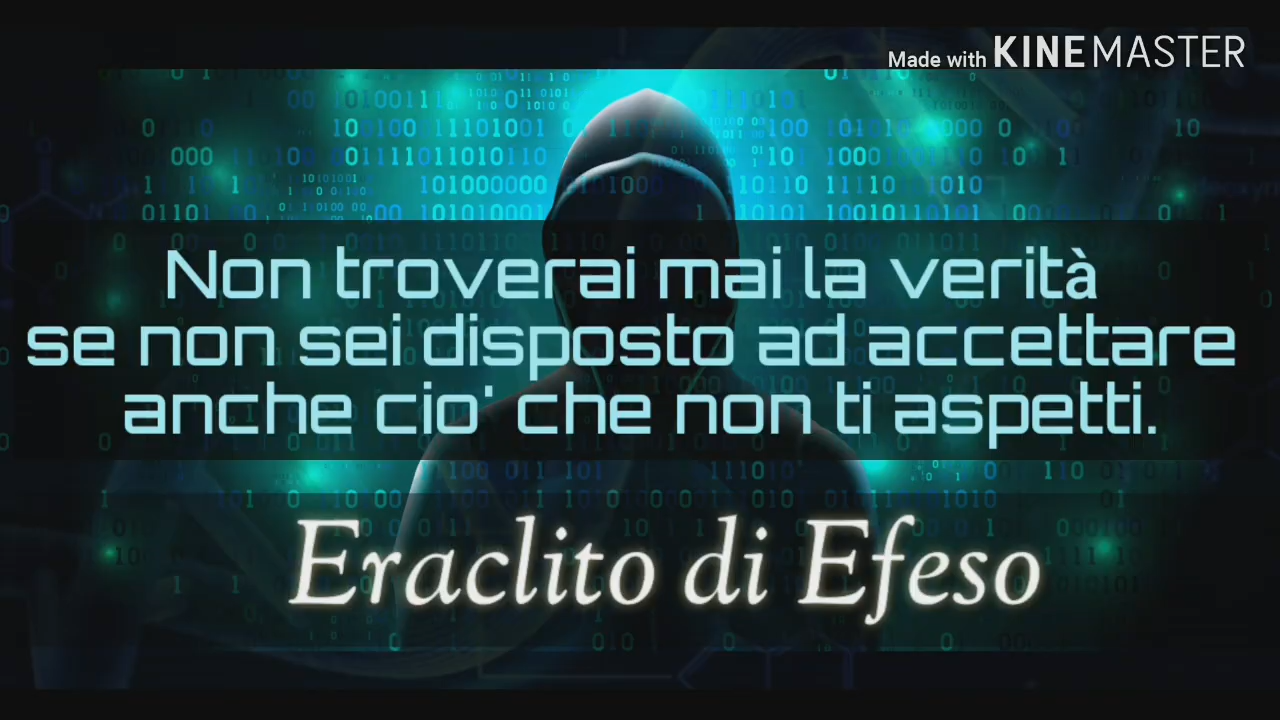 Made with KINEMASTER
Non troverai mai la verità
se non sei disposto ad accettare
anche cio' che non ti aspetti.
Eraclito di Efeso